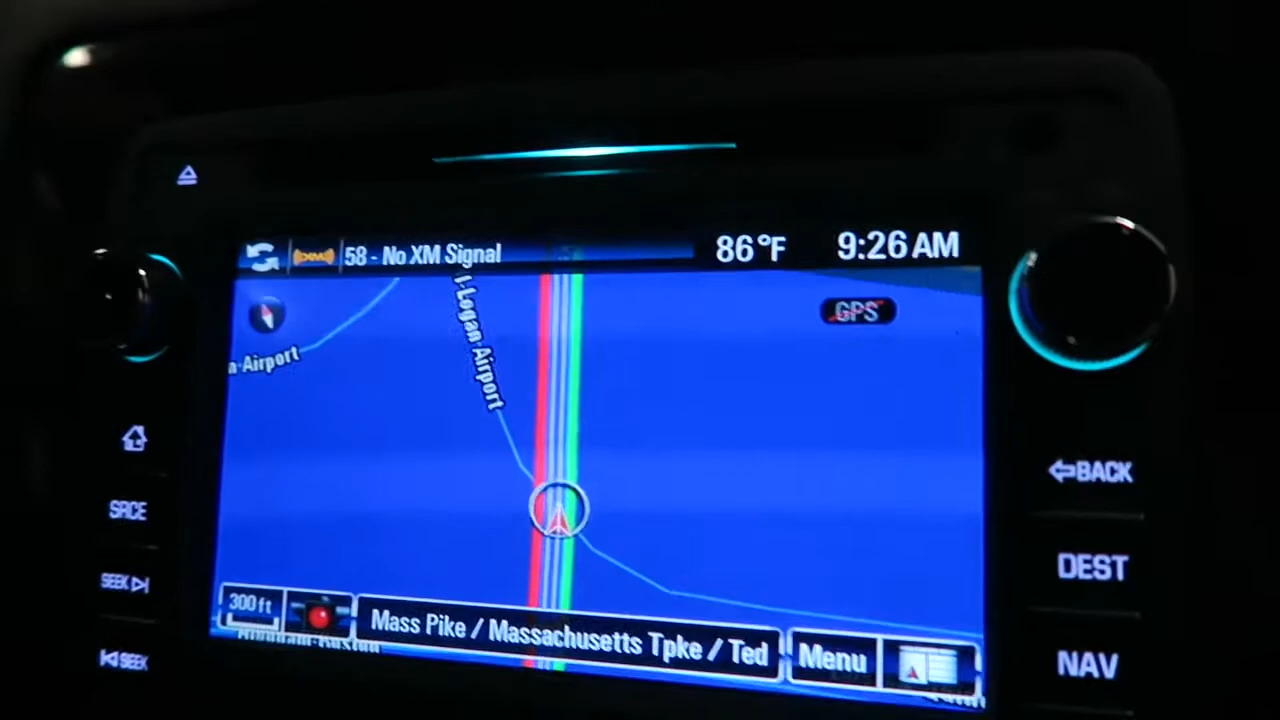 58 - No XM Signal
86°F
9:26 AM
GPS
Logan Airport
Airport
SRCE
SEEK
SEEK
BACK
DEST
NAV
300 ft
Mass Pike / Massachusetts Tpke / Ted
Menu